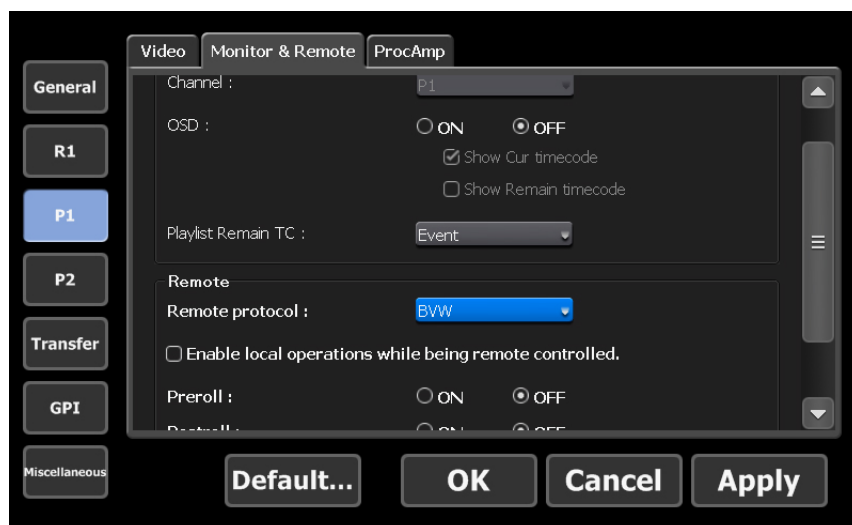 Video Monitor & Remote ProcAmp
General
R1
P1
P2
Transfer
GPI
Miscellaneous
Channel : P1
OSD : ON OFF
Show Cur timecode
Show Remain timecode
Playlist Remain TC : Event
Remote
Remote protocol : BVW
Enable local operations while being remote controlled.
Preroll : ON OFF
Default... OK Cancel Apply